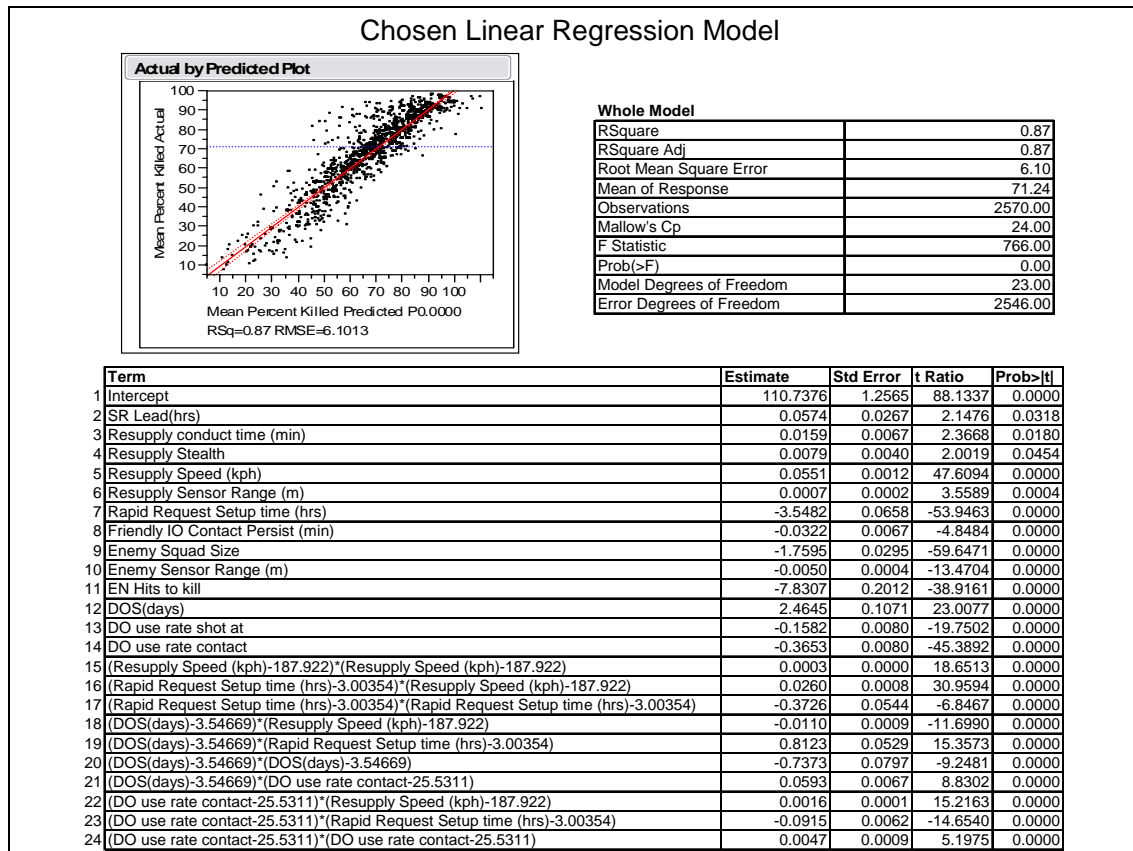 Chosen Linear Regression Model
Actual by Predicted Plot
Mean Percent Killed Actual
100
90
80
70
60
50
40
30
20
10
10 20 30 40 50 60 70 80 90 100
Mean Percent Killed Predicted P0.0000
RSq=0.87 RMSE=6.1013
Whole Model
RSquare 0.87
RSquare Adj 0.87
Root Mean Square Error 6.10
Mean of Response 71.24
Observations 2570.00
Mallow's Cp 24.00
F Statistic 766.00
Prob(>F) 0.00
Model Degrees of Freedom 23.00
Error Degrees of Freedom 2546.00
Term Estimate Std Error t Ratio Prob>|t|
1 Intercept 110.7376 1.2565 88.1337 0.0000
2 SR Lead(hrs) 0.0574 0.0267 2.1476 0.0318
3 Resupply conduct time (min) 0.0159 0.0067 2.3668 0.0180
4 Resupply Stealth 0.0079 0.0040 2.0019 0.0454
5 Resupply Speed (kph) 0.0551 0.0012 47.6094 0.0000
6 Resupply Sensor Range (m) 0.0007 0.0002 3.5589 0.0004
7 Rapid Request Setup time (hrs) -3.5482 0.0658 -53.9463 0.0000
8 Friendly IO Contact Persist (min) -0.0322 0.0067 -4.8484 0.0000
9 Enemy Squad Size -1.7595 0.0295 -59.6471 0.0000
10 Enemy Sensor Range (m) -0.0050 0.0004 -13.4704 0.0000
11 EN Hits to kill -7.8307 0.2012 -38.9161 0.0000
12 DOS(days) 2.4645 0.1071 23.0077 0.0000
13 DO use rate shot at -0.1582 0.0080 -19.7502 0.0000
14 DO use rate contact -0.3653 0.0080 -45.3892 0.0000
15 (Resupply Speed (kph)-187.922)*(Resupply Speed (kph)-187.922) 0.0003 0.0000 18.6513 0.0000
16 (Rapid Request Setup time (hrs)-3.00354)*(Resupply Speed (kph)-187.922) 0.0260 0.0008 30.9594 0.0000
17 (Rapid Request Setup time (hrs)-3.00354)*(Rapid Request Setup time (hrs)-3.00354) -0.3726 0.0544 -6.8467 0.0000
18 (DOS(days)-3.54669)*(Resupply Speed (kph)-187.922) -0.0110 0.0009 -11.6990 0.0000
19 (DOS(days)-3.54669)*(Rapid Request Setup time (hrs)-3.00354) 0.8123 0.0529 15.3573 0.0000
20 (DOS(days)-3.54669)*(DOS(days)-3.54669) -0.7373 0.0797 -9.2481 0.0000
21 (DOS(days)-3.54669)*(DO use rate contact-25.5311) 0.0593 0.0067 8.8302 0.0000
22 (DO use rate contact-25.5311)*(Resupply Speed (kph)-187.922) 0.0016 0.0001 15.2163 0.0000
23 (DO use rate contact-25.5311)*(Rapid Request Setup time (hrs)-3.00354) -0.0915 0.0062 -14.6540 0.0000
24 (DO use rate contact-25.5311)*(DO use rate contact-25.5311) 0.0047 0.0009 5.1975 0.0000